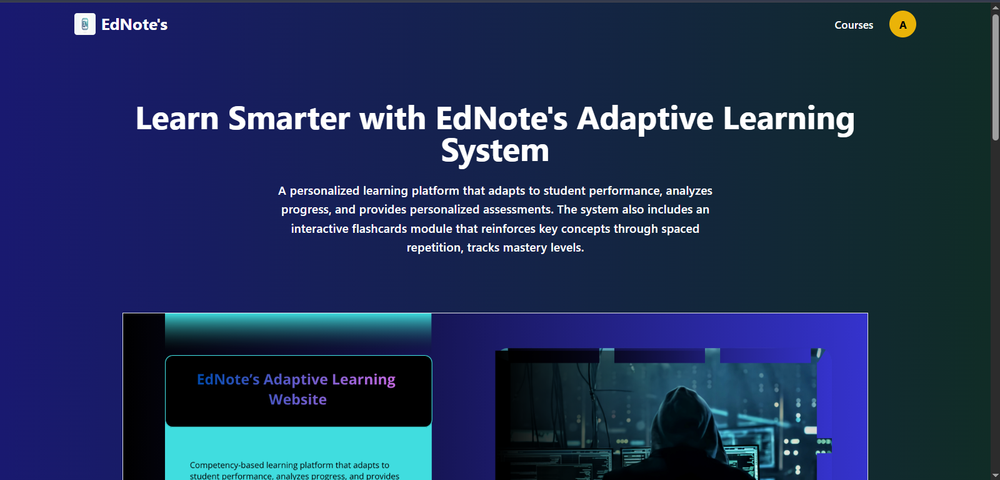 EN
EdNote's
Courses
A
Learn Smarter with EdNote's Adaptive Learning
System
A personalized learning platform that adapts to student performance, analyzes
progress, and provides personalized assessments. The system also includes an
interactive flashcards module that reinforces key concepts through spaced
repetition, tracks mastery levels.
EdNote’s Adaptive Learning
Website
Competency-based learning platform that adapts to
student performance, analyzes progress, and provides